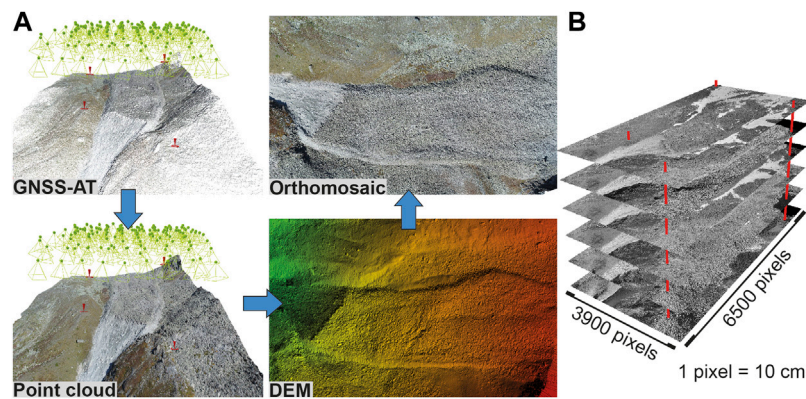 A
B
GNSS-AT
Orthomosaic
Point cloud
DEM
3900 pixels
6500 pixels
1 pixel = 10 cm